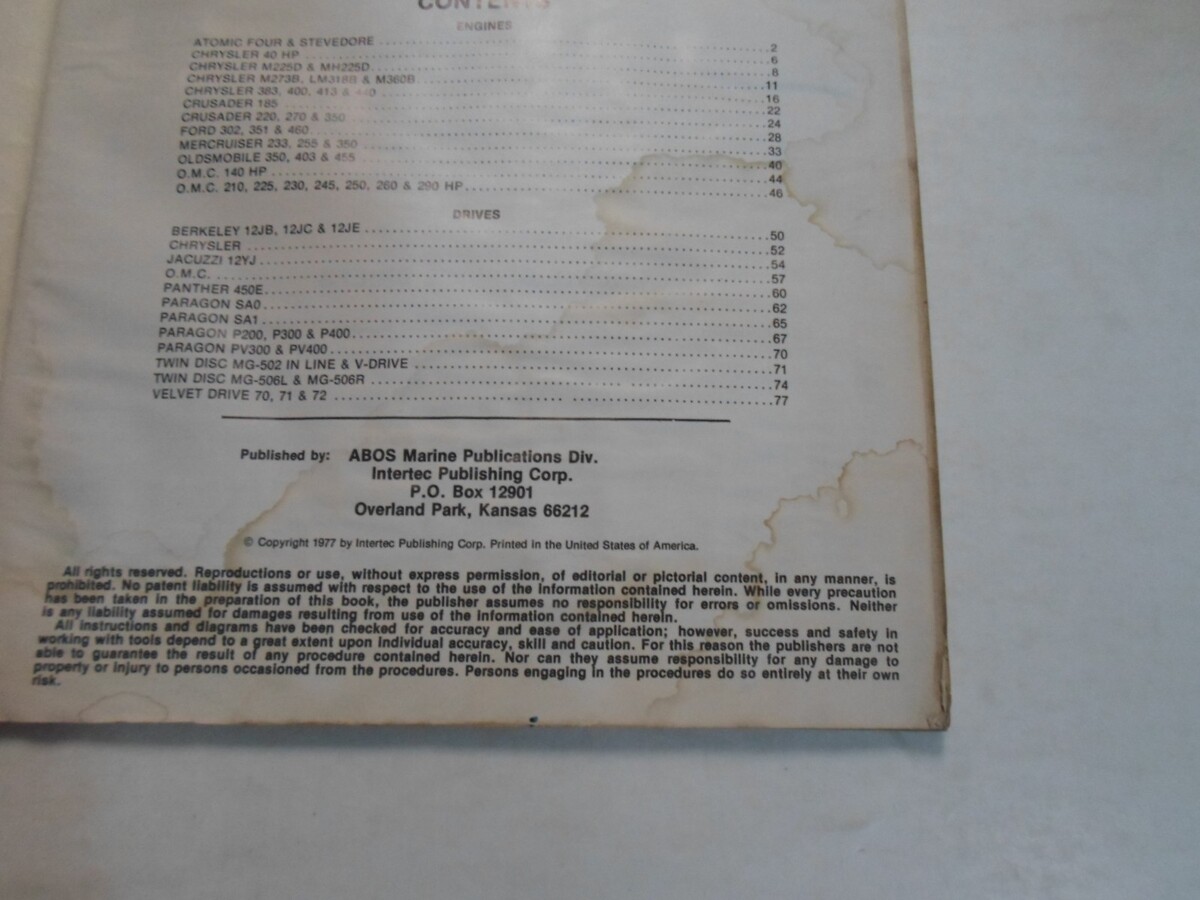 CONTENTS
ENGINES
ATOMIC FOUR & STEVEDORE ... 2
CHRYSLER 40 HP ... 6
CHRYSLER M225D & MH225D ... 8
CHRYSLER M273B, LM318B & M360B ... 11
CHRYSLER 383, 400, 413 & 440 ... 16
CRUSADER 185 ... 22
CRUSADER 220, 270 & 350 ... 24
FORD 302, 351 & 460 ... 28
MERCRUISER 233, 255 & 350 ... 33
OLDSMOBILE 350, 403 & 455 ... 40
O.M.C. 140 HP ... 44
O.M.C. 210, 225, 230, 245, 250, 260 & 290 HP ... 46
DRIVES
BERKELEY 12JB, 12JC & 12JE ... 50
CHRYSLER ... 52
JACUZZI 12YJ ... 54
O.M.C. ... 57
PANTHER 450E ... 60
PARAGON SA0 ... 62
PARAGON SA1 ... 65
PARAGON P200, P300 & P400 ... 67
PARAGON PV300 & PV400 ... 70
TWIN DISC MG-502 IN LINE & V-DRIVE ... 71
TWIN DISC MG-506L & MG-506R ... 74
VELVET DRIVE 70, 71 & 72 ... 77
Published by: ABOS Marine Publications Div.
Intertec Publishing Corp.
P.O. Box 12901
Overland Park, Kansas 66212
© Copyright 1977 by Intertec Publishing Corp. Printed in the United States of America.
All rights reserved. Reproductions or use, without express permission, of editorial or pictorial content, in any manner, is
prohibited. No patent liability is assumed with respect to the use of the information contained herein. While every precaution
has been taken in the preparation of this book, the publisher assumes no responsibility for errors or omissions. Neither
is any liability assumed for damages resulting from use of the information contained herein.
All instructions and diagrams have been checked for accuracy and ease of application; however, success and safety in
working with tools depend to a great extent upon individual accuracy, skill and caution. For this reason the publishers are not
able to guarantee the result of any procedure contained herein. Nor can they assume responsibility for any damage to
property or injury to persons occasioned from the procedures. Persons engaging in the procedures do so entirely at their own
risk.